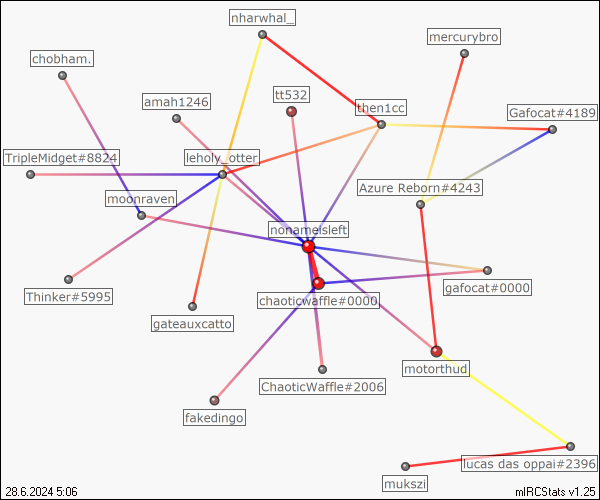 nharwhal_
mercurybro
chobham.
tt532
amah1246
then1cc
Gafocat#4189
TripleMidget#8824
leholy_otter
Azure Reborn#4243
moonraven
nonameisleft
Thinker#5995
gafocat#0000
chaoticwaffle#0000
gateauxcatto
motorthud
ChaoticWaffle#2006
fakedingo
lucas das oppai#2396
mukszi
28.6.2024 5:06
mIRCStats v1.25